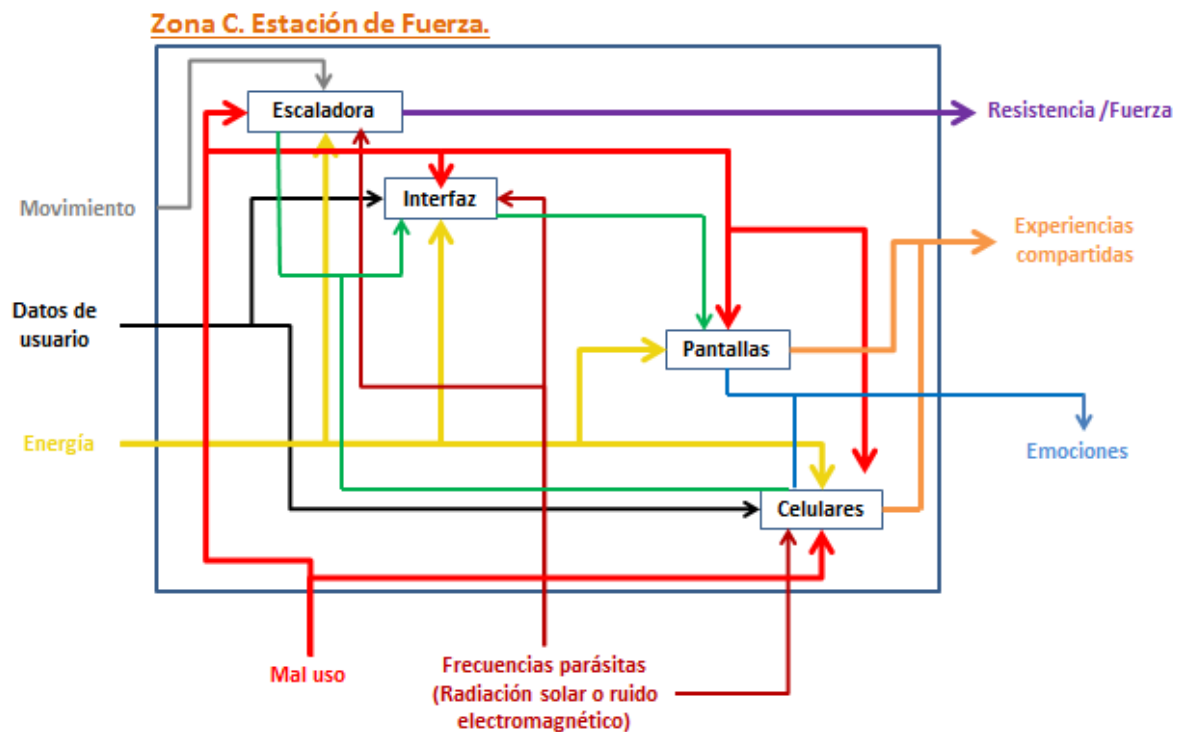 Zona C. Estación de Fuerza.
Escaladora
Resistencia /Fuerza
Interfaz
Movimiento
Experiencias
compartidas
Datos de
usuario
Pantallas
Energía
Emociones
Celulares
Mal uso
Frecuencias parásitas
(Radiación solar o ruido
electromagnético)